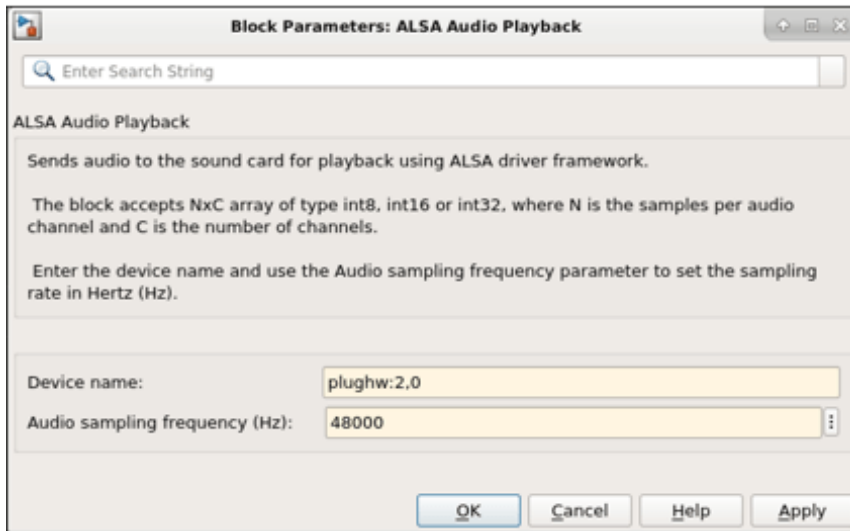 Block Parameters: ALSA Audio Playback
Enter Search String
ALSA Audio Playback
Sends audio to the sound card for playback using ALSA driver framework.
The block accepts NxC array of type int8, int16 or int32, where N is the samples per audio
channel and C is the number of channels.
Enter the device name and use the Audio sampling frequency parameter to set the sampling
rate in Hertz (Hz).
Device name: plughw:2,0
Audio sampling frequency (Hz): 48000
OK Cancel Help Apply